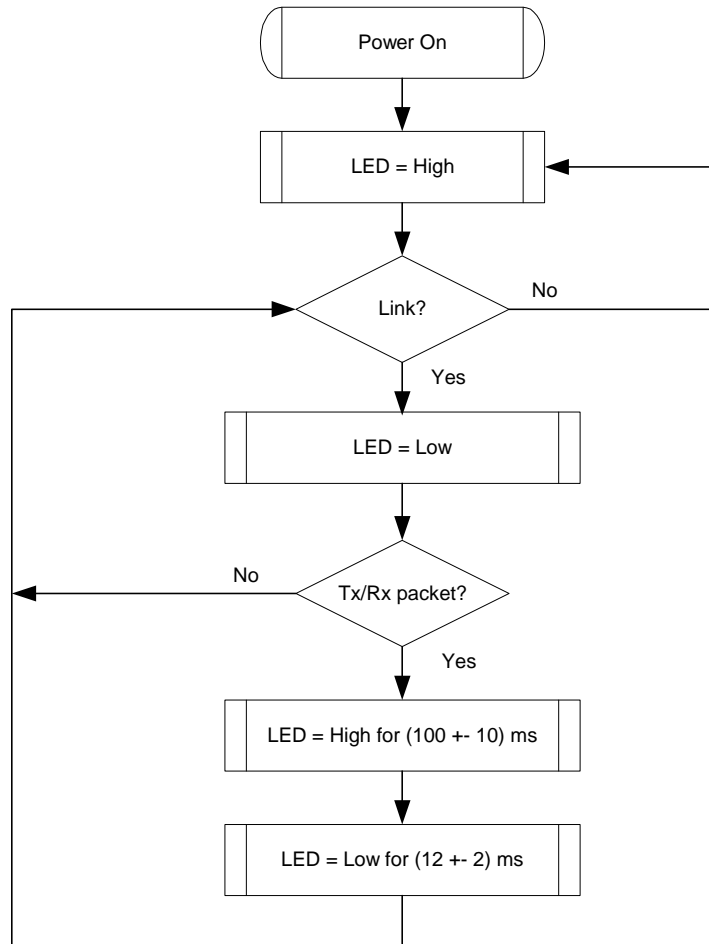 Power On
LED = High
Link?
No
Yes
LED = Low
No
Tx/Rx packet?
Yes
LED = High for (100 +- 10) ms
LED = Low for (12 +- 2) ms